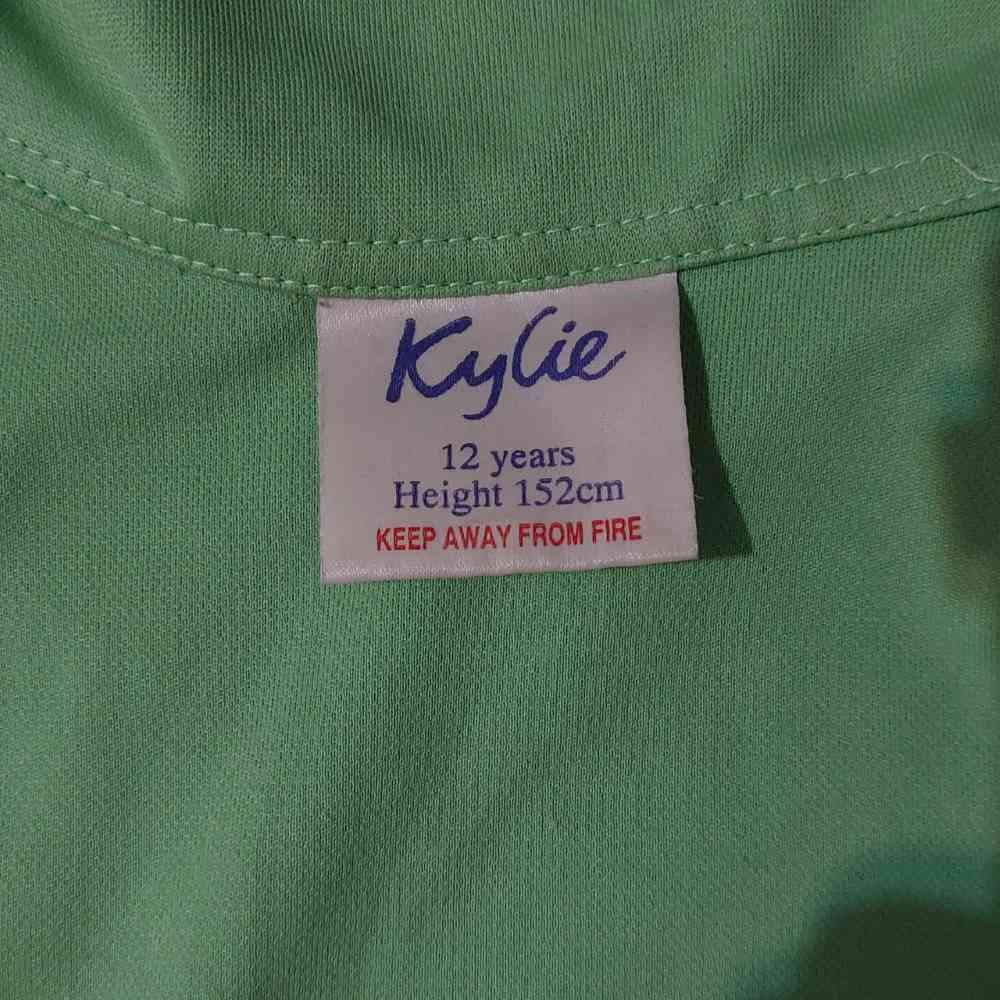 Kylie
12 years
Height 152cm
KEEP AWAY FROM FIRE